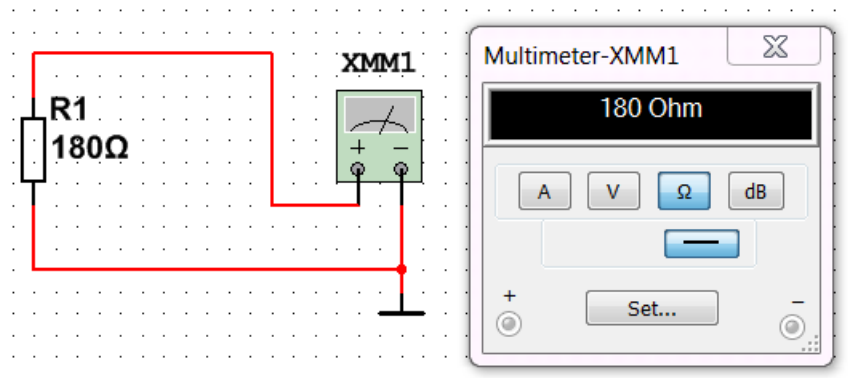 XMM1
R1
180Ω
+ −
Multimeter-XMM1
180 Ohm
A V Ω dB
+ Set... −